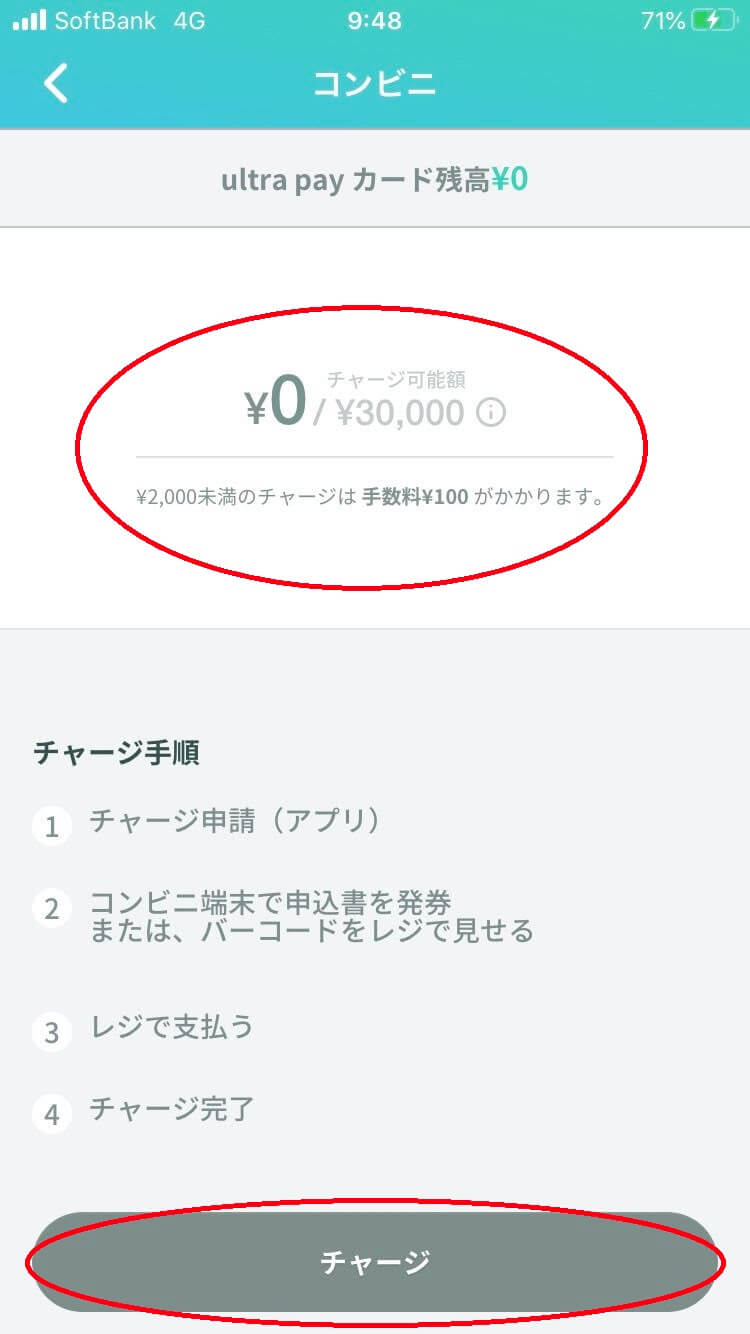 SoftBank 4G 9:48 71%
コンビニ
ultra pay カード残高¥0
チャージ可能額
¥0 / ¥30,000
¥2,000未満のチャージは 手数料¥100 がかかります。
チャージ手順
1 チャージ申請（アプリ）
2 コンビニ端末で申込書を発券
または、バーコードをレジで見せる
3 レジで支払う
4 チャージ完了
チャージ